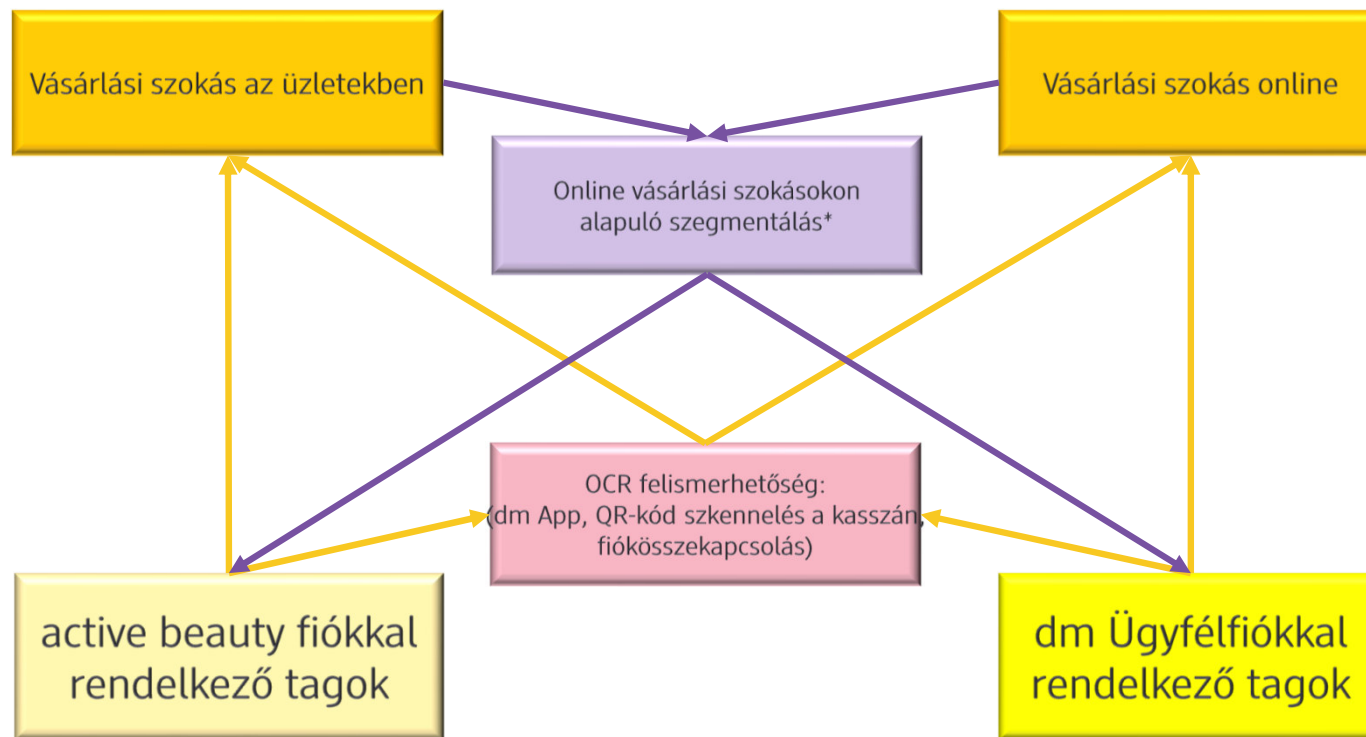 Vásárlási szokás az üzletekben
Vásárlási szokás online
Online vásárlási szokásokon
alapuló szegmentálás*
OCR felismerhetőség:
(dm App, QR-kód szkennelés a kasszán,
fiókösszekapcsolás)
active beauty fiókkal
rendelkező tagok
dm Ügyfélfiókkal
rendelkező tagok